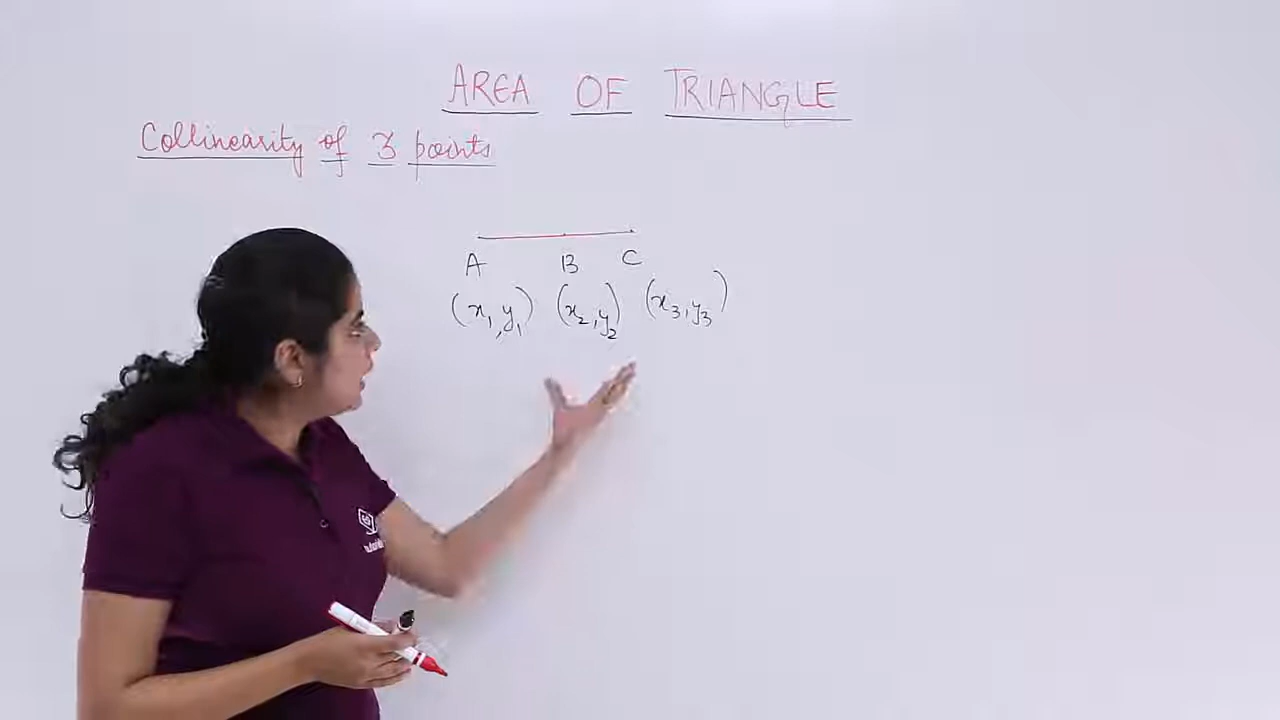 AREA OF TRIANGLE
Collinearity of 3 points
A B C
(x₁,y₁) (x₂,y₂) (x₃,y₃)